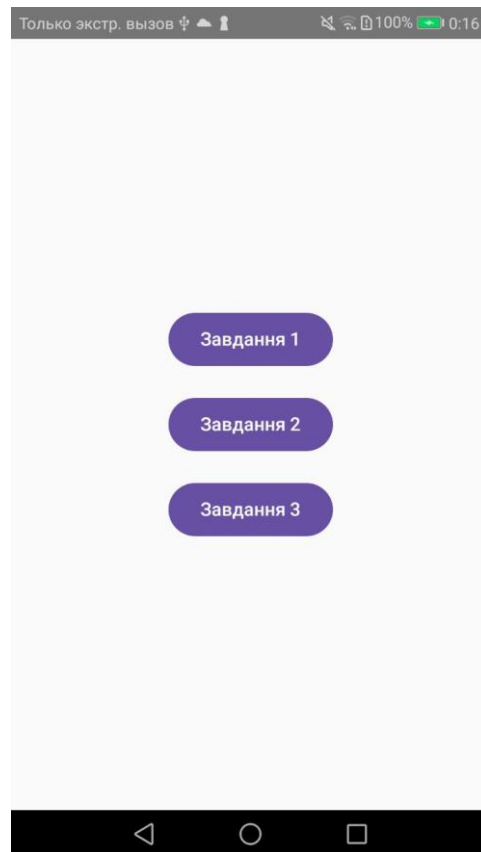 Только экстр. вызов 100% 0:16
Завдання 1
Завдання 2
Завдання 3